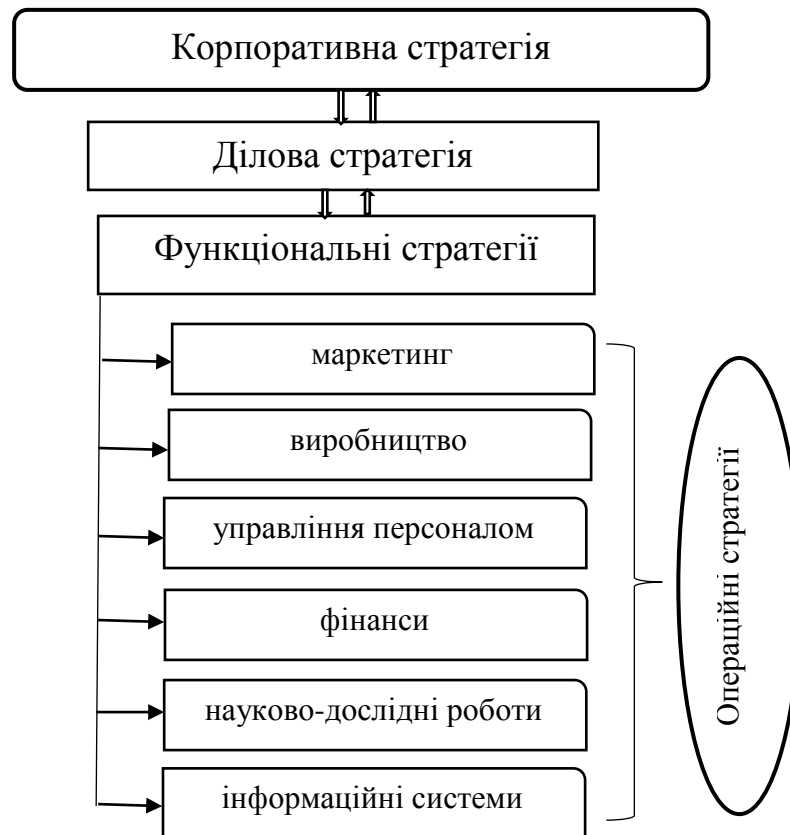 Корпоративна стратегія
Ділова стратегія
Функціональні стратегії
маркетинг
виробництво
управління персоналом
фінанси
науково-дослідні роботи
інформаційні системи
Операційні стратегії